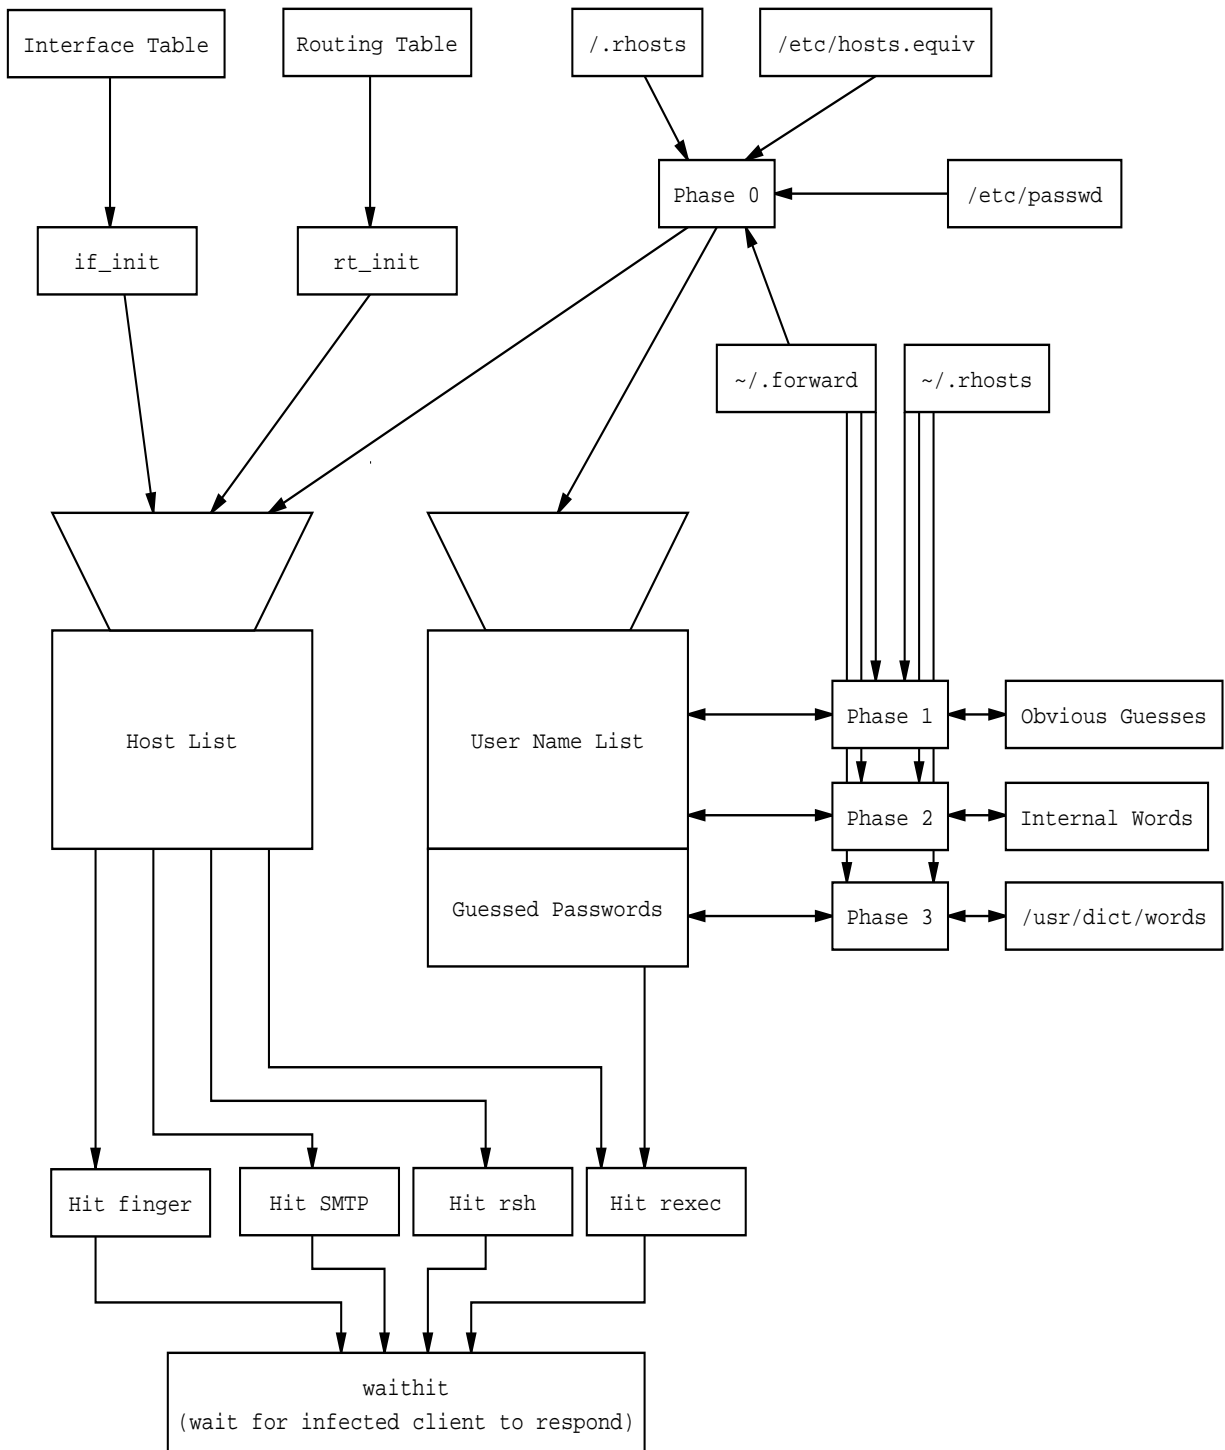 Interface Table
Routing Table
/.rhosts
/etc/hosts.equiv
Phase 0
/etc/passwd
if_init
rt_init
~/.forward
~/.rhosts
Host List
User Name List
Phase 1
Obvious Guesses
Phase 2
Internal Words
Guessed Passwords
Phase 3
/usr/dict/words
Hit finger
Hit SMTP
Hit rsh
Hit rexec
waithit
(wait for infected client to respond)